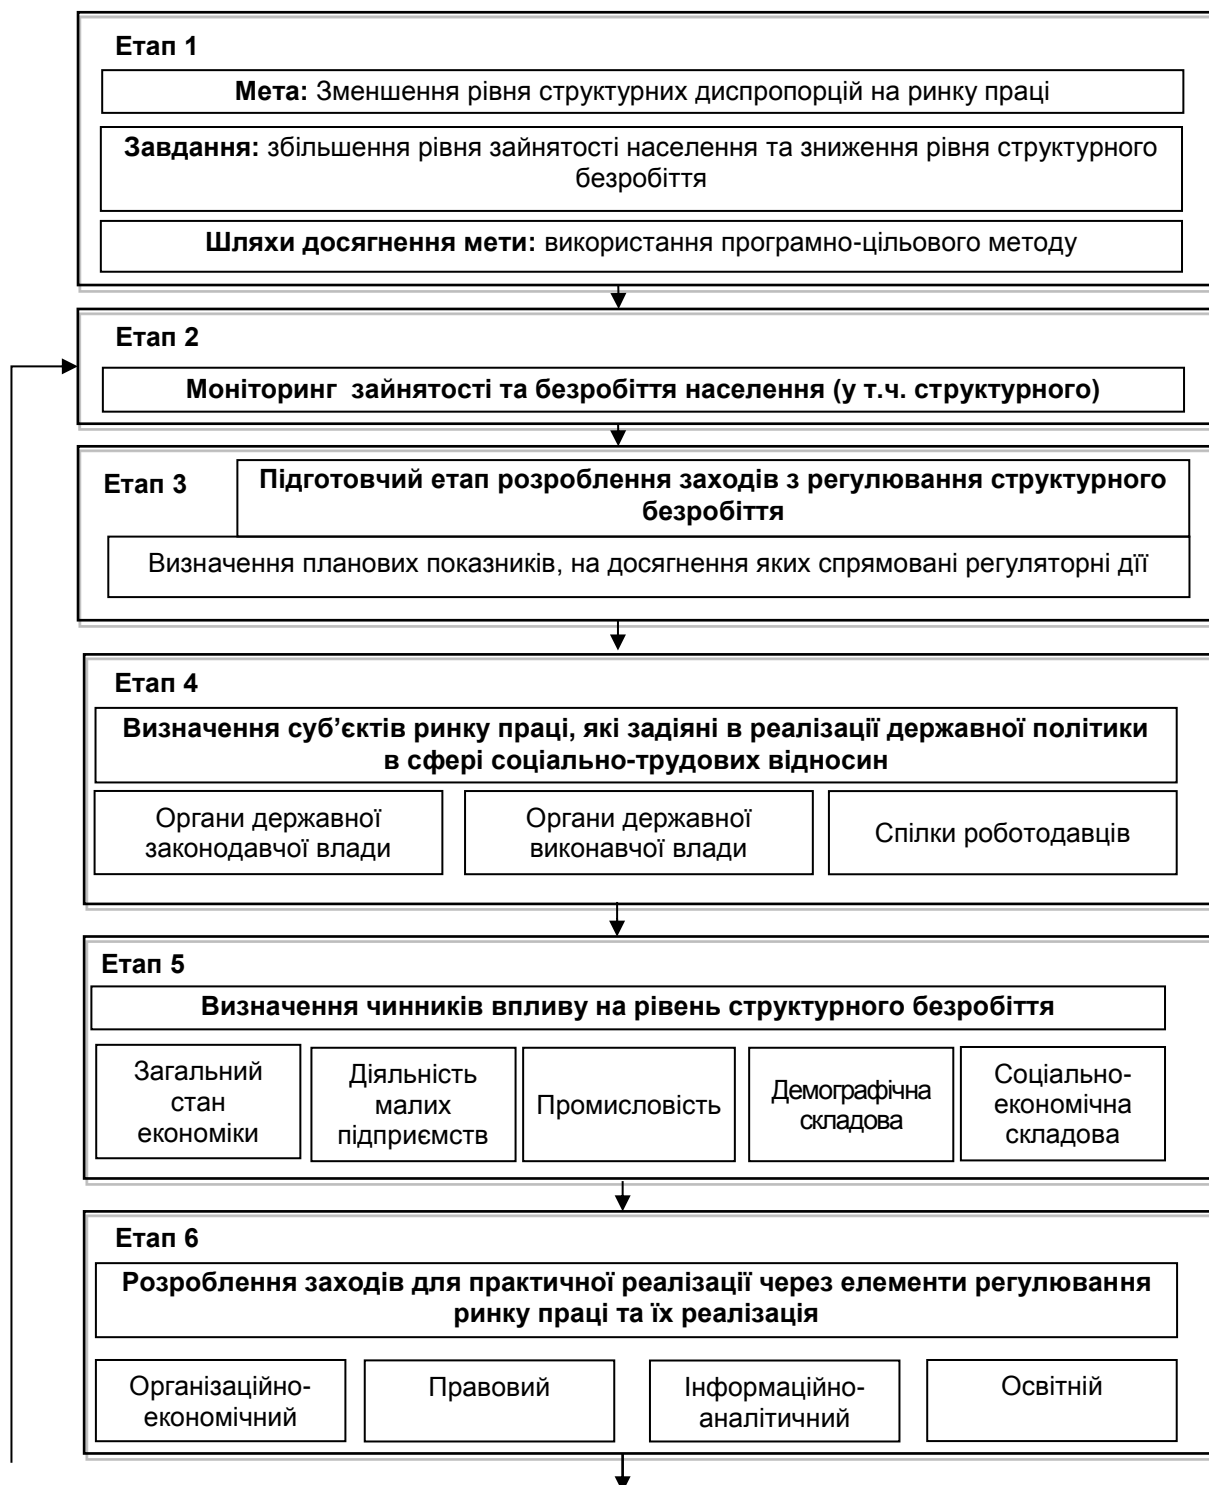 Етап 1
Мета: Зменшення рівня структурних диспропорцій на ринку праці
Завдання: збільшення рівня зайнятості населення та зниження рівня структурного
безробіття
Шляхи досягнення мети: використання програмно-цільового методу
Етап 2
Моніторинг зайнятості та безробіття населення (у т.ч. структурного)
Етап 3
Підготовчий етап розроблення заходів з регулювання структурного
безробіття
Визначення планових показників, на досягнення яких спрямовані регуляторні дії
Етап 4
Визначення суб’єктів ринку праці, які задіяні в реалізації державної політики
в сфері соціально-трудових відносин
Органи державної
законодавчої влади
Органи державної
виконавчої влади
Спілки роботодавців
Етап 5
Визначення чинників впливу на рівень структурного безробіття
Загальний
стан
економіки
Діяльність
малих
підприємств
Промисловість
Демографічна
складова
Соціально-
економічна
складова
Етап 6
Розроблення заходів для практичної реалізації через елементи регулювання
ринку праці та їх реалізація
Організаційно-
економічний
Правовий
Інформаційно-
аналітичний
Освітній